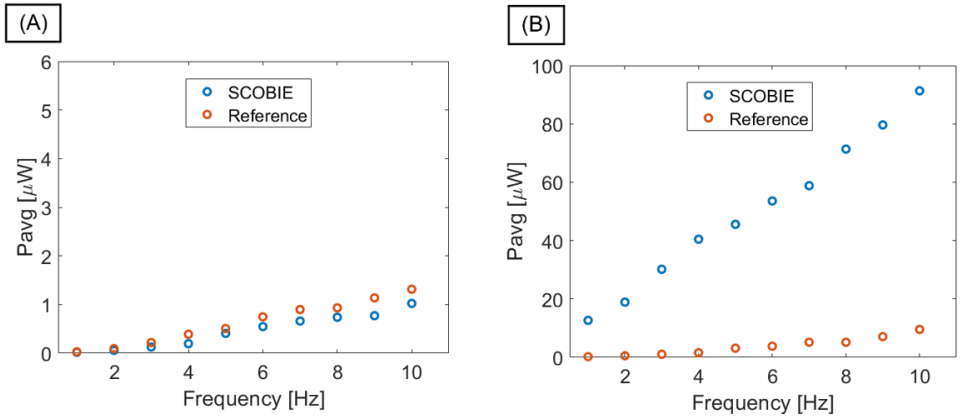 (A)
6
5
4
3
2
1
0
2
4
6
8
10
Pavg [μW]
Frequency [Hz]
SCOBIE
Reference
(B)
100
80
60
40
20
0
2
4
6
8
10
Pavg [μW]
Frequency [Hz]
SCOBIE
Reference